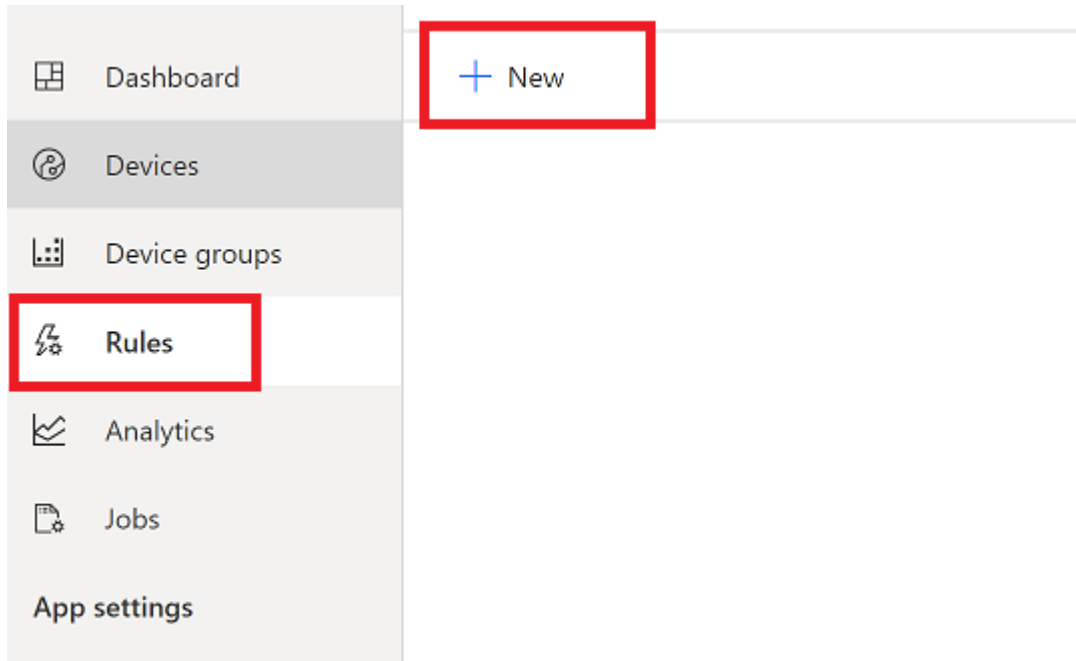 Dashboard
New
Devices
Device groups
Rules
Analytics
Jobs
App settings